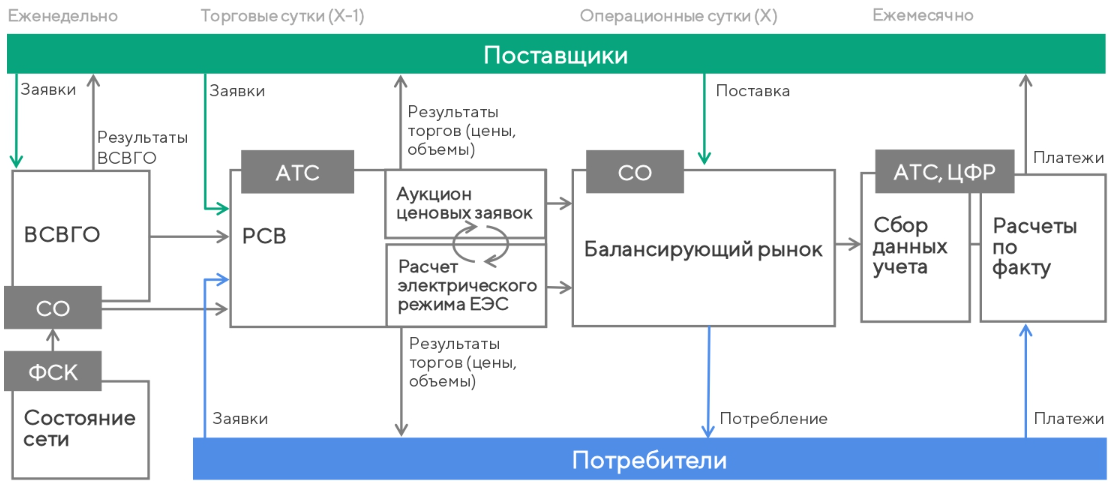 Еженедельно
Торговые сутки (X-1)
Операционные сутки (X)
Ежемесячно
Поставщики
Заявки
Результаты
ВСВГО
Заявки
Результаты
торгов (цены,
объемы)
Поставка
Платежи
АТС
СО
АТС, ЦФР
ВСВГО
РСВ
Аукцион
ценовых заявок
Расчет
электрического
режима ЕЭС
Балансирующий рынок
Сбор
данных
учета
Расчеты
по
факту
СО
ФСК
Состояние
сети
Заявки
Результаты
торгов (цены,
объемы)
Потребление
Платежи
Потребители